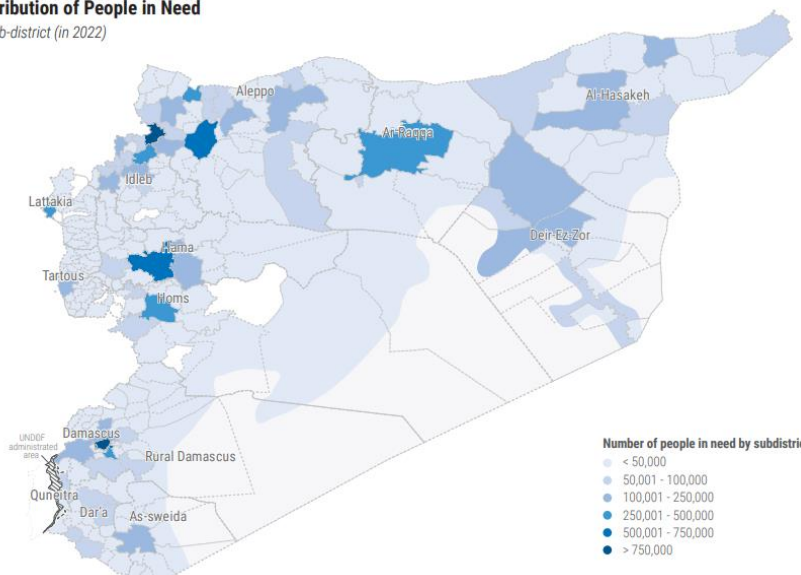 ribution of People in Need
b-district (in 2022)
Aleppo
Al-Hasakeh
Ar-Raqqa
Idleb
Lattakia
Deir-Ez-Zor
Hama
Tartous
Homs
UNDOF
administrated
area
Damascus
Rural Damascus
Quneitra
Dar'a
As-sweida
Number of people in need by subdistri
< 50,000
50,001 - 100,000
100,001 - 250,000
250,001 - 500,000
500,001 - 750,000
> 750,000